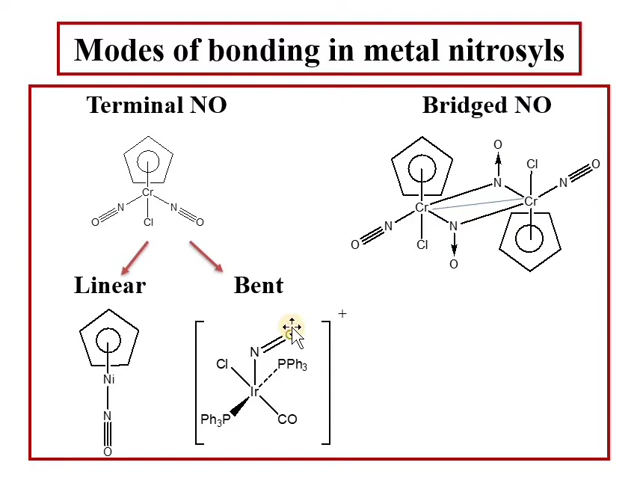 Modes of bonding in metal nitrosyls
Terminal NO
Bridged NO
Cr
N
N
O
Cl
O
O
N
Cl
N
O
Cr
Cr
O
N
Cl
N
O
Linear
Bent
Ni
N
O
+
N
Cl
PPh3
Ir
Ph3P
CO